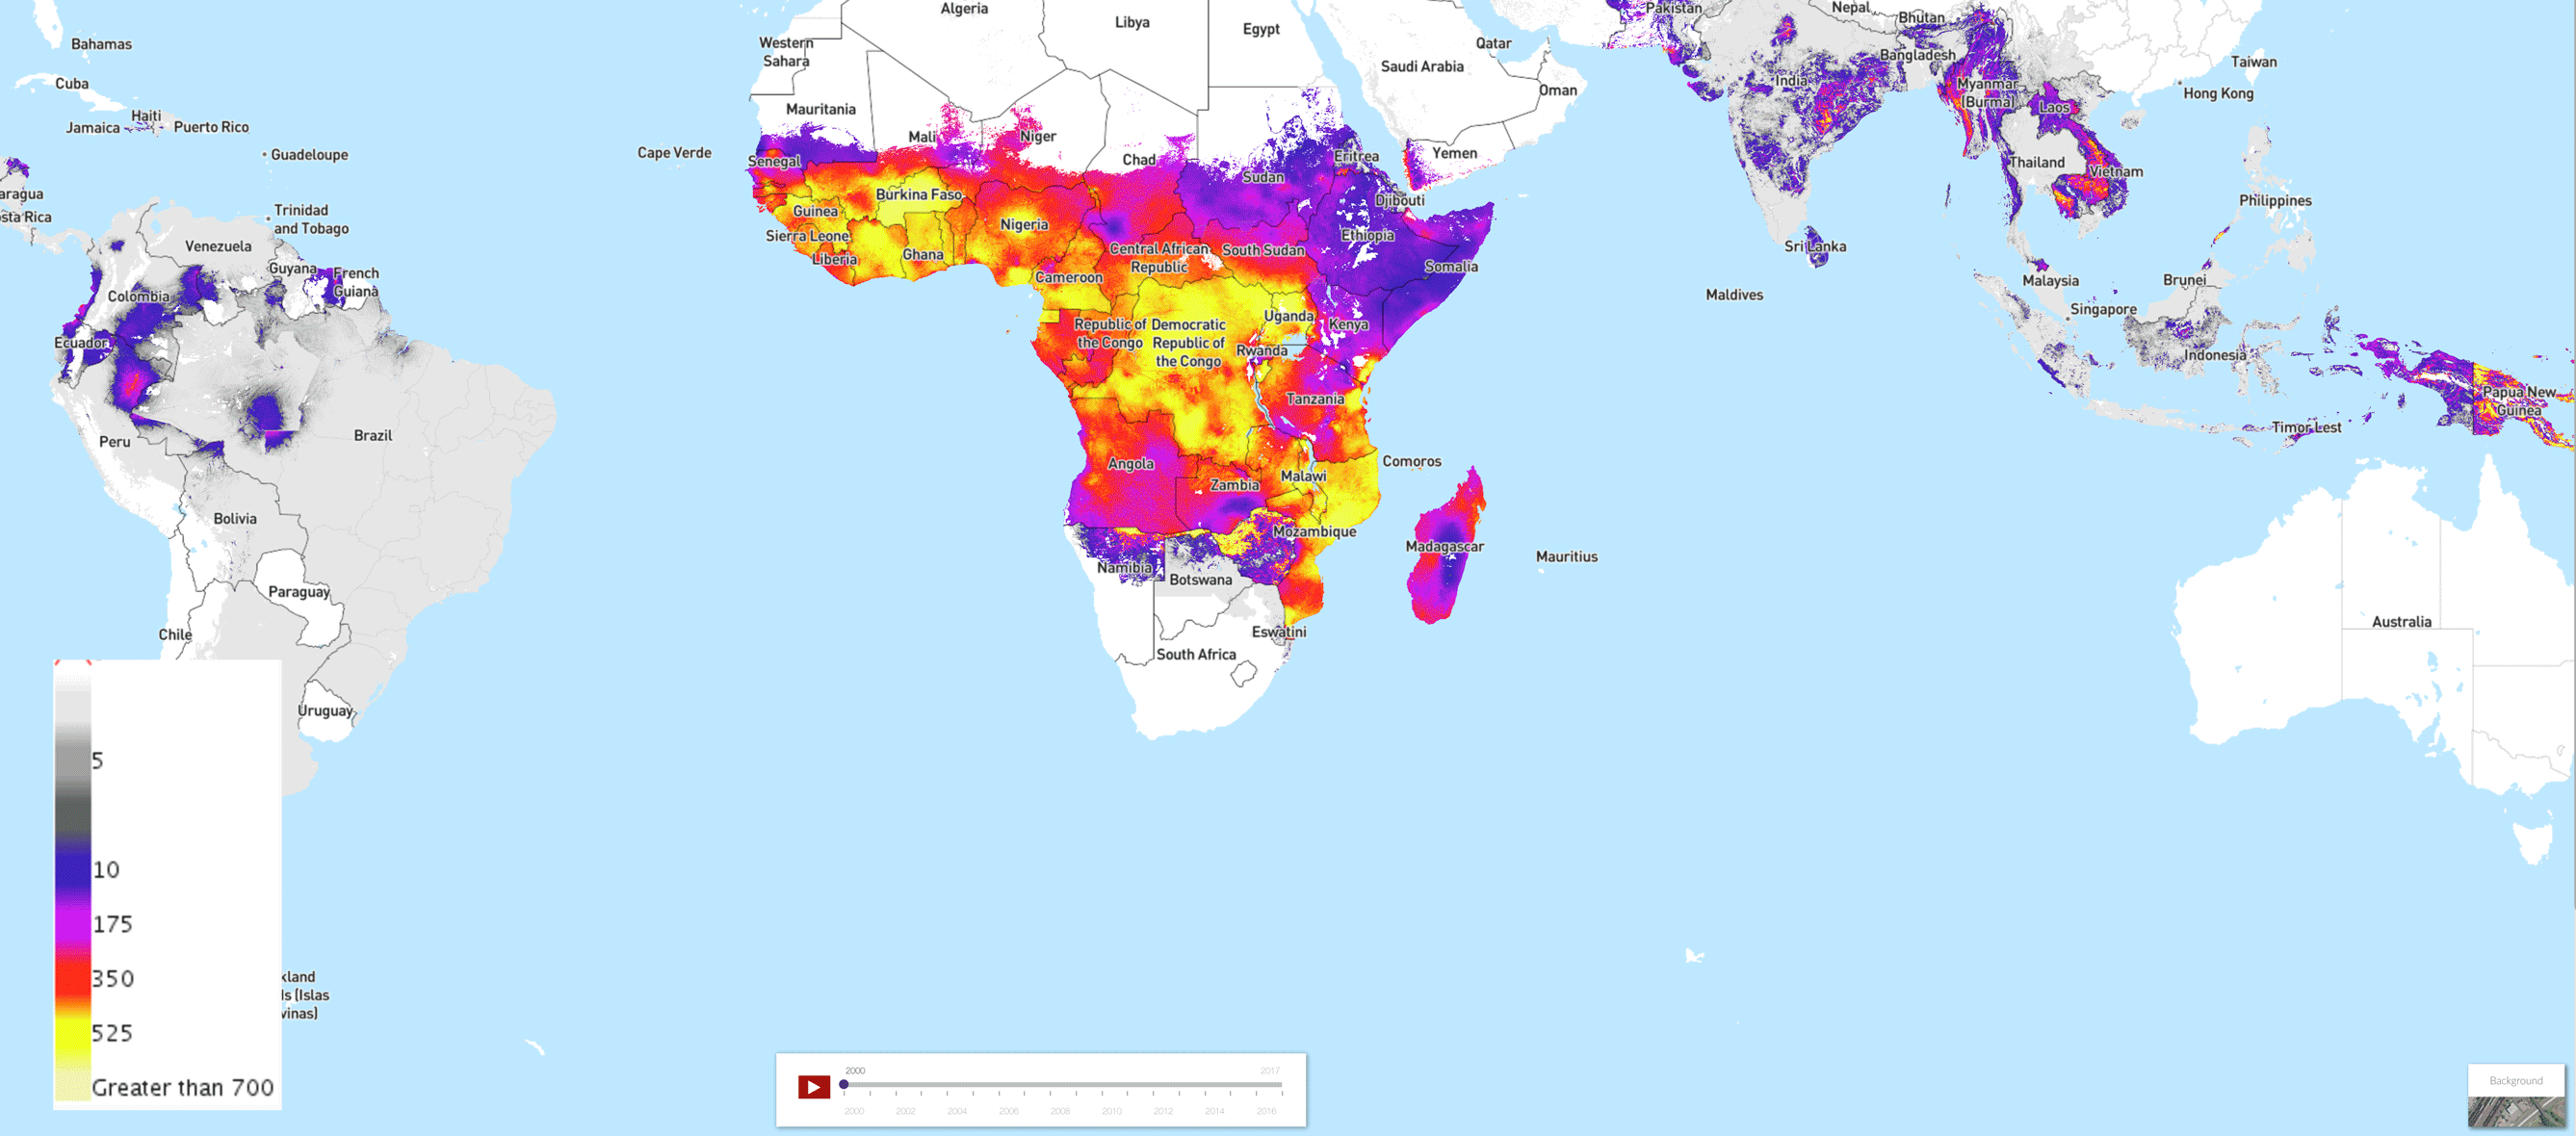 Bahamas
Cuba
Haiti
Jamaica
Puerto Rico
Guadeloupe
aragua
sta Rica
Trinidad
and Tobago
Venezuela
Guyana
French
Guiana
Colombia
Ecuador
Peru
Brazil
Bolivia
Paraguay
Chile
Uruguay
kland
ls (Islas
vinas)
Cape Verde
Algeria
Libya
Egypt
Western
Sahara
Mauritania
Mali
Niger
Chad
Senegal
Burkina Faso
Guinea
Nigeria
Sierra Leone
Liberia
Ghana
Cameroon
Central African
Republic
South Sudan
Sudan
Eritrea
Djibouti
Ethiopia
Somalia
Uganda
Kenya
Republic of
the Congo
Democratic
Republic of
the Congo
Rwanda
Tanzania
Angola
Zambia
Malawi
Comoros
Mozambique
Madagascar
Mauritius
Namibia
Botswana
Eswatini
South Africa
Saudi Arabia
Qatar
Oman
Yemen
Pakistan
Nepal
Bhutan
Bangladesh
India
Myanmar
(Burma)
Laos
Thailand
Vietnam
Taiwan
Hong Kong
Philippines
Sri Lanka
Maldives
Malaysia
Singapore
Brunei
Indonesia
Timor Lest
Papua New
Guinea
Australia
5
10
175
350
525
Greater than 700
2000
2017
2000 2002 2004 2006 2008 2010 2012 2014 2016
Background